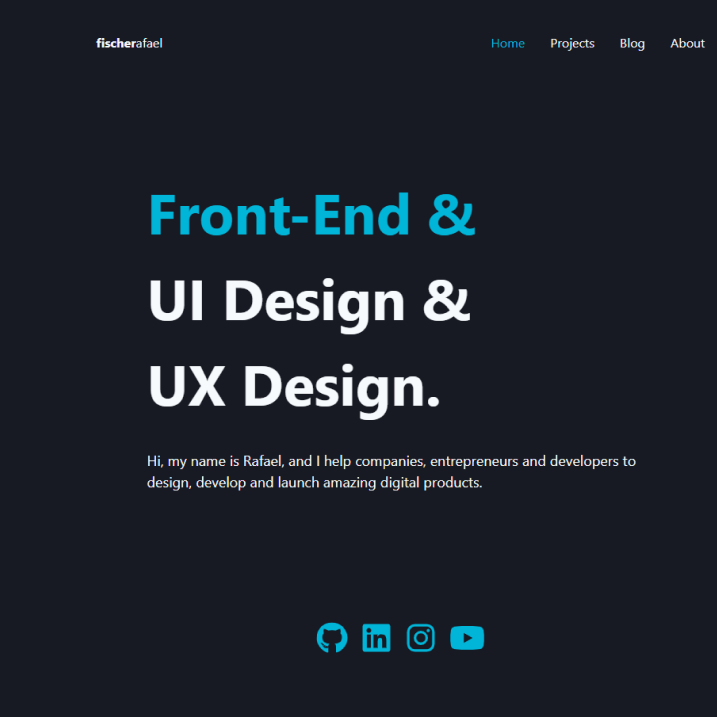 fischerafael
Home Projects Blog About
Front-End &
UI Design &
UX Design.
Hi, my name is Rafael, and I help companies, entrepreneurs and developers to
design, develop and launch amazing digital products.
in